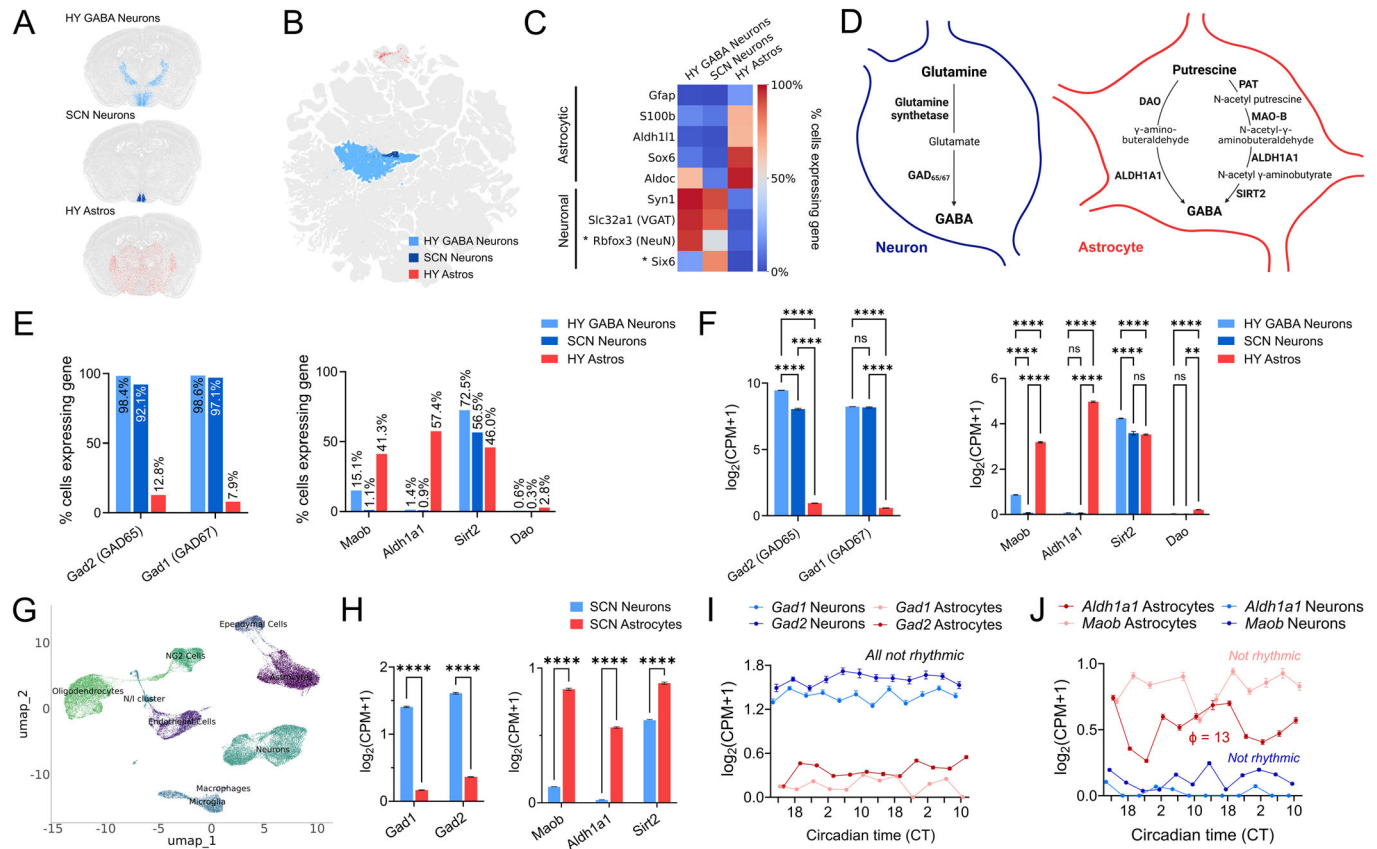 A
HY GABA Neurons
SCN Neurons
HY Astros
B
HY GABA Neurons
SCN Neurons
HY Astros
C
HY GABA Neurons
SCN Neurons
HY Astros
Astrocytic
Neuronal
Gfap
S100b
Aldh1l1
Sox6
Aldoc
Syn1
Slc32a1 (VGAT)
* Rbfox3 (NeuN)
* Six6
100%
50%
0%
% cells expressing gene
D
Glutamine
Glutamine
synthetase
Glutamate
GAD65/67
GABA
Neuron
Putrescine
PAT
DAO
N-acetyl putrescine
MAO-B
γ-amino-
buteraldehyde
N-acetyl-γ-
aminobuteraldehyde
ALDH1A1
ALDH1A1
N-acetyl γ-aminobutyrate
SIRT2
GABA
Astrocyte
E
HY GABA Neurons
SCN Neurons
HY Astros
% cells expressing gene
100
50
0
98.4%
92.1%
12.8%
98.6%
97.1%
7.9%
Gad2 (GAD65)
Gad1 (GAD67)
% cells expressing gene
100
50
0
15.1%
1.1%
41.3%
1.4%
0.9%
57.4%
72.5%
56.5%
46.0%
0.6%
0.3%
2.8%
Maob
Aldh1a1
Sirt2
Dao
F
HY GABA Neurons
SCN Neurons
HY Astros
log2(CPM+1)
10
5
0
**** ****
**** ns
**** ****
Gad2 (GAD65)
Gad1 (GAD67)
log2(CPM+1)
6
4
2
0
**** **** **** ****
**** ns **** ns **
**** **** ns
Maob
Aldh1a1
Sirt2
Dao
G
umap_2
10
0
-10
-15 -10 -5 0 5 10
umap_1
Ependymal Cells
NG2 Cells
Astrocytes
Oligodendrocytes
N/I cluster
Endothelial Cells
Neurons
Macrophages
Microglia
H
SCN Neurons
SCN Astrocytes
log2(CPM+1)
2
1
0
**** ****
Gad1
Gad2
log2(CPM+1)
1
0.5
0
**** **** ****
Maob
Aldh1a1
Sirt2
I
Gad1 Neurons
Gad1 Astrocytes
Gad2 Neurons
Gad2 Astrocytes
All not rhythmic
log2(CPM+1)
1.8
1.2
0.6
0
18 2 10 18 2 10
Circadian time (CT)
J
Aldh1a1 Astrocytes
Aldh1a1 Neurons
Maob Astrocytes
Maob Neurons
Not rhythmic
ϕ = 13
Not rhythmic
log2(CPM+1)
0.9
0.6
0.3
0
18 2 10 18 2 10
Circadian time (CT)